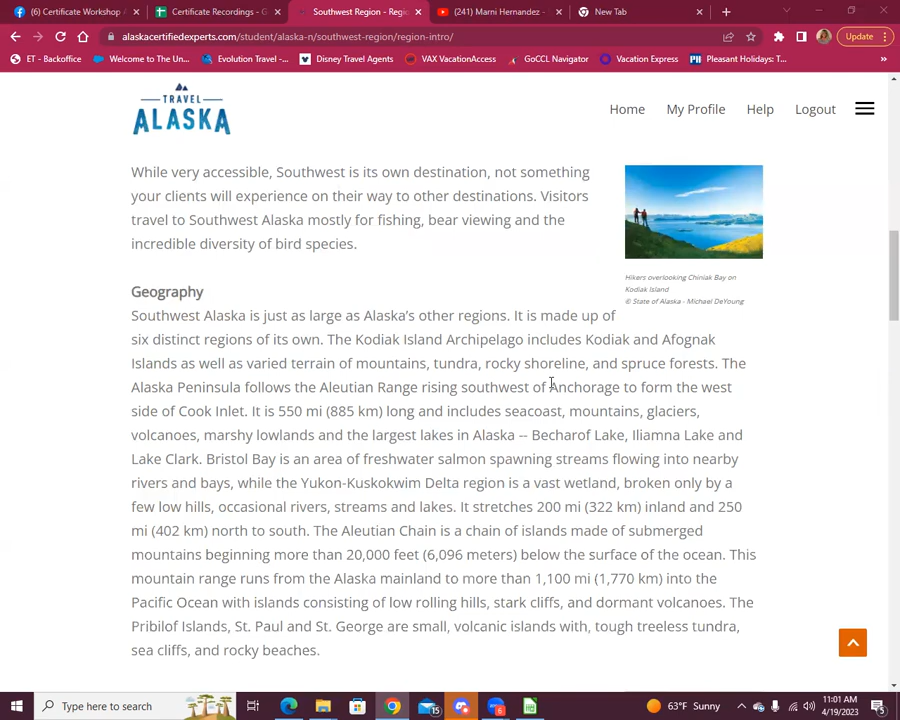 (6) Certificate Workshop
Certificate Recordings - G
Southwest Region - Regi
(241) Marni Hernandez -
New Tab
alaskacertifiedexperts.com/student/alaska-n/southwest-region/region-intro/
Update
ET - Backoffice
Welcome to The Un...
Evolution Travel -...
Disney Travel Agents
VAX VacationAccess
GoCCL Navigator
Vacation Express
Pleasant Holidays: T...
TRAVEL
ALASKA
Home
My Profile
Help
Logout
While very accessible, Southwest is its own destination, not something
your clients will experience on their way to other destinations. Visitors
travel to Southwest Alaska mostly for fishing, bear viewing and the
incredible diversity of bird species.
Hikers overlooking Chiniak Bay on
Kodiak Island
© State of Alaska - Michael DeYoung
Geography
Southwest Alaska is just as large as Alaska's other regions. It is made up of
six distinct regions of its own. The Kodiak Island Archipelago includes Kodiak and Afognak
Islands as well as varied terrain of mountains, tundra, rocky shoreline, and spruce forests. The
Alaska Peninsula follows the Aleutian Range rising southwest of Anchorage to form the west
side of Cook Inlet. It is 550 mi (885 km) long and includes seacoast, mountains, glaciers,
volcanoes, marshy lowlands and the largest lakes in Alaska -- Becharof Lake, Iliamna Lake and
Lake Clark. Bristol Bay is an area of freshwater salmon spawning streams flowing into nearby
rivers and bays, while the Yukon-Kuskokwim Delta region is a vast wetland, broken only by a
few low hills, occasional rivers, streams and lakes. It stretches 200 mi (322 km) inland and 250
mi (402 km) north to south. The Aleutian Chain is a chain of islands made of submerged
mountains beginning more than 20,000 feet (6,096 meters) below the surface of the ocean. This
mountain range runs from the Alaska mainland to more than 1,100 mi (1,770 km) into the
Pacific Ocean with islands consisting of low rolling hills, stark cliffs, and dormant volcanoes. The
Pribilof Islands, St. Paul and St. George are small, volcanic islands with, tough treeless tundra,
sea cliffs, and rocky beaches.
Type here to search
15
63°F Sunny
11:01 AM
4/19/2023
5